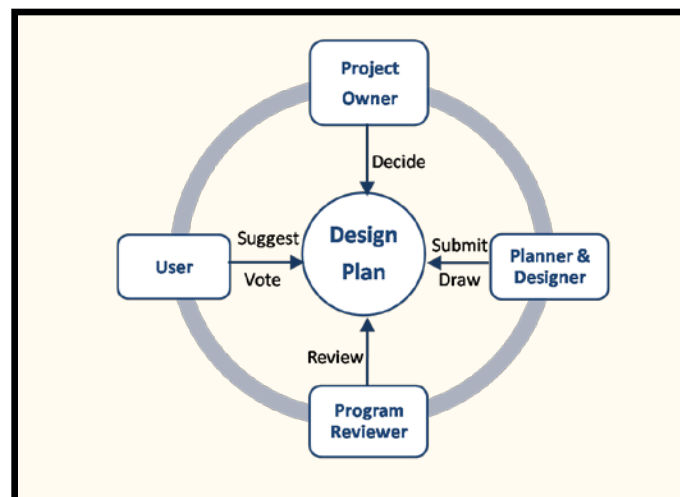 Project
Owner
Decide
Suggest
Design
Submit
User
Planner &
Designer
Vote
Plan
Draw
Review
Program
Reviewer